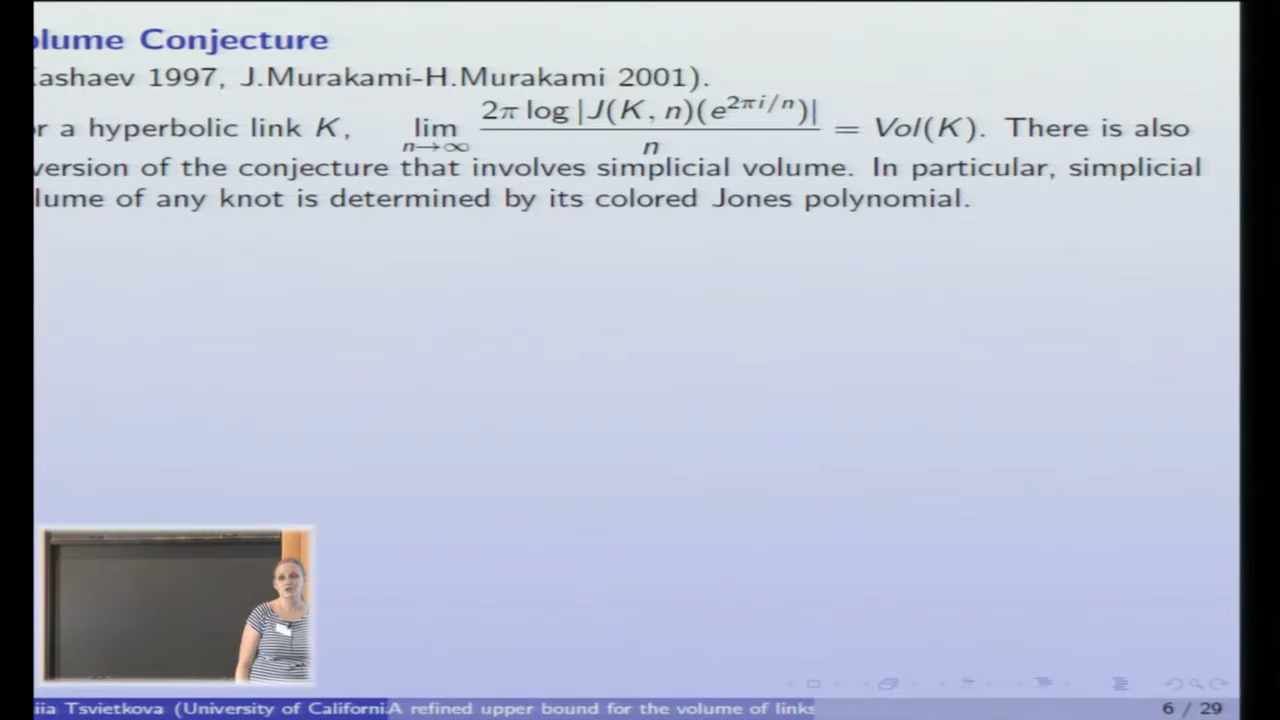 olume Conjecture
ashaev 1997, J.Murakami-H.Murakami 2001).
r a hyperbolic link K, lim n→∞ 2π log |J(K, n)(e^{2πi/n})| / n = Vol(K). There is also
version of the conjecture that involves simplicial volume. In particular, simplicial
lume of any knot is determined by its colored Jones polynomial.
iia Tsvietkova (University of Californi A refined upper bound for the volume of links 6 / 29